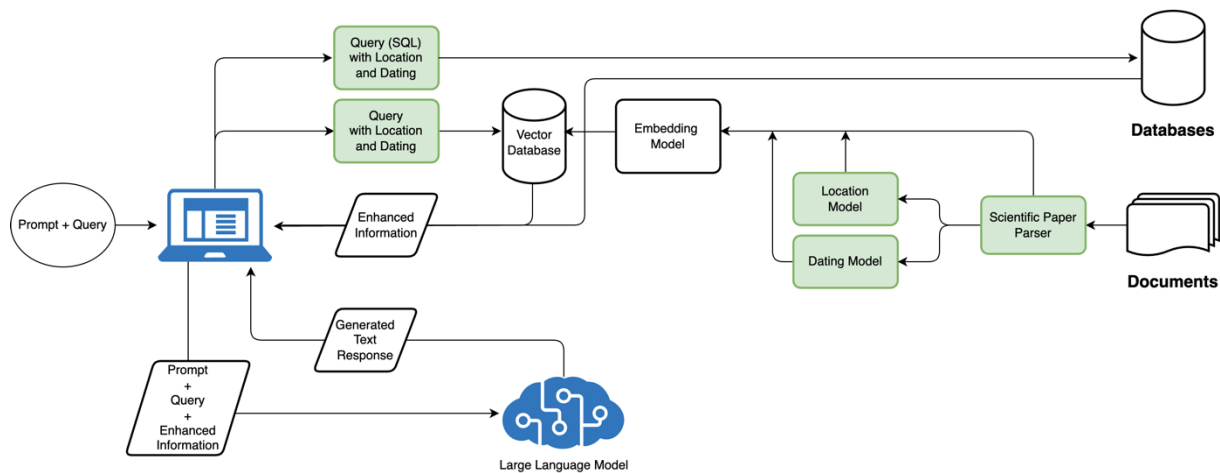 Query (SQL)
with Location
and Dating
Databases
Query
with Location
and Dating
Vector
Database
Embedding
Model
Location
Model
Scientific Paper
Parser
Dating Model
Documents
Prompt + Query
Enhanced
Information
Generated
Text
Response
Prompt
+
Query
+
Enhanced
Information
Large Language Model